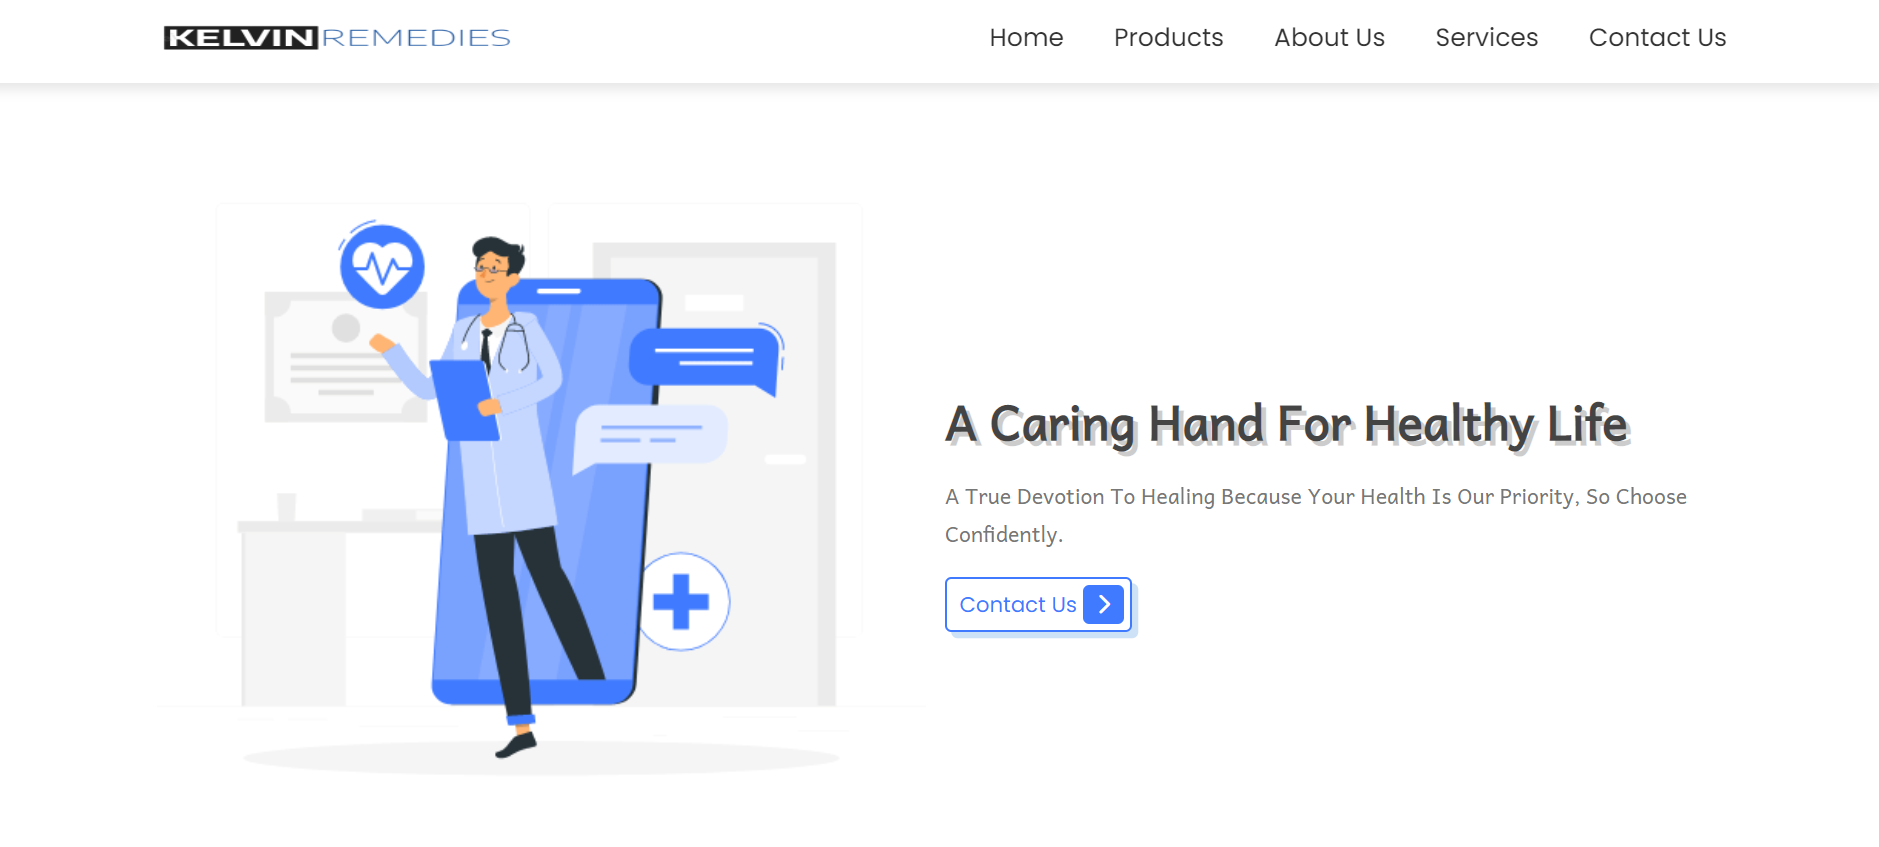 KELVIN REMEDIES
Home Products About Us Services Contact Us
A Caring Hand For Healthy Life
A True Devotion To Healing Because Your Health Is Our Priority, So Choose
Confidently.
Contact Us